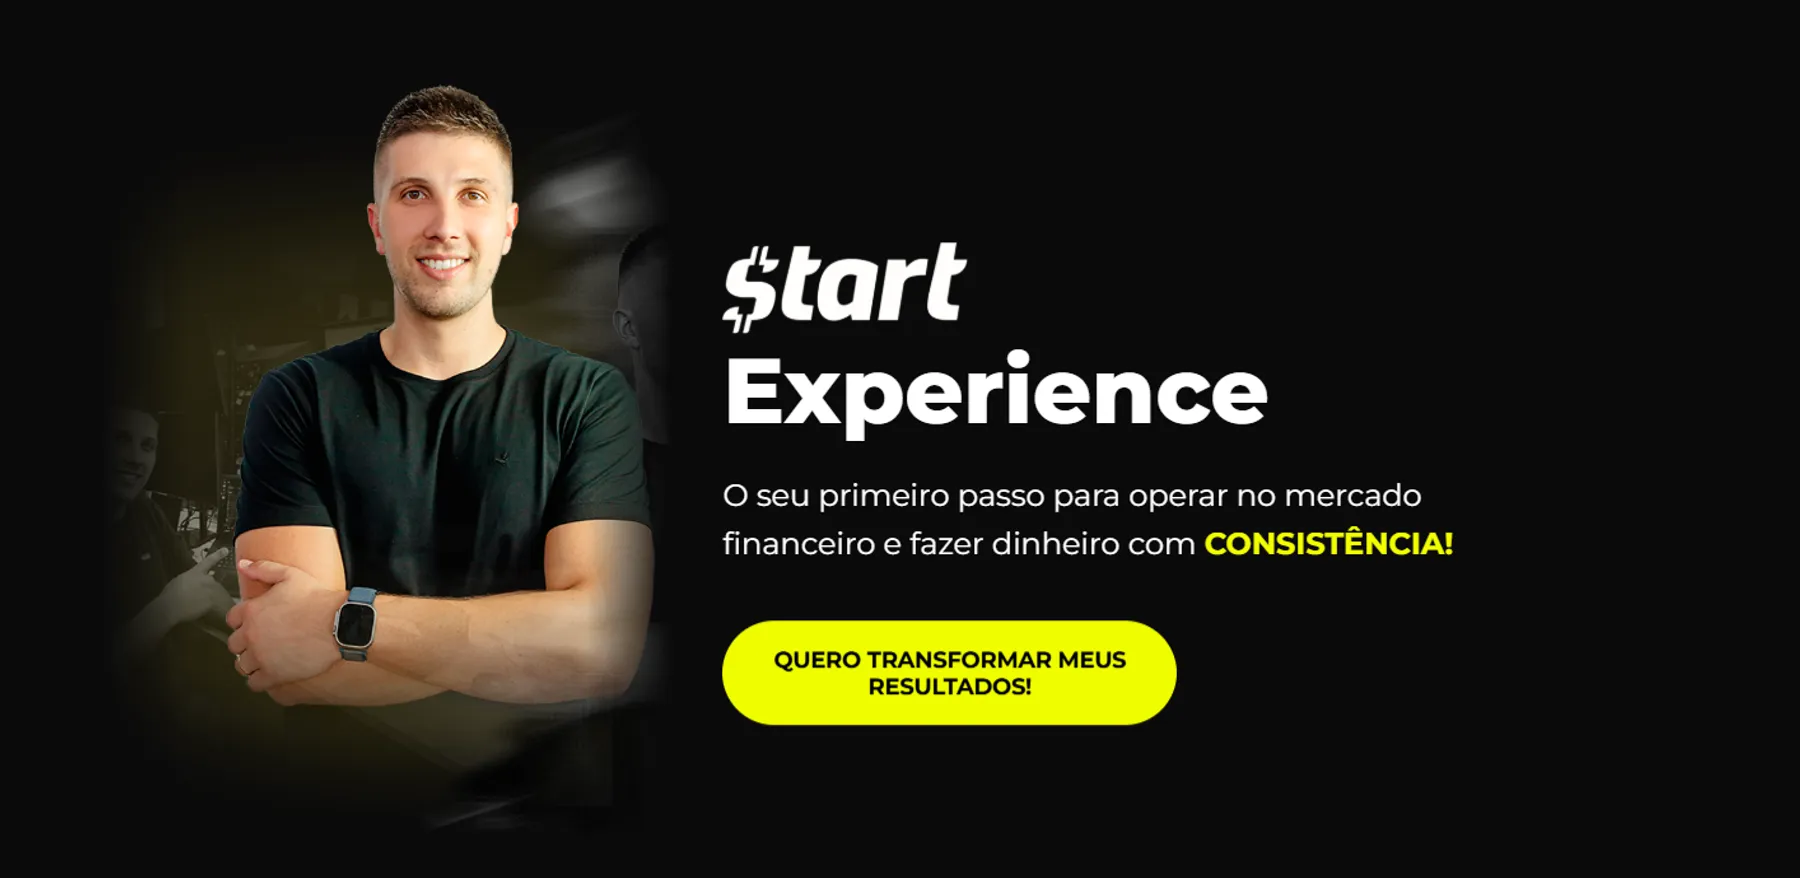 $tart
Experience
O seu primeiro passo para operar no mercado
financeiro e fazer dinheiro com CONSISTÊNCIA!
QUERO TRANSFORMAR MEUS
RESULTADOS!